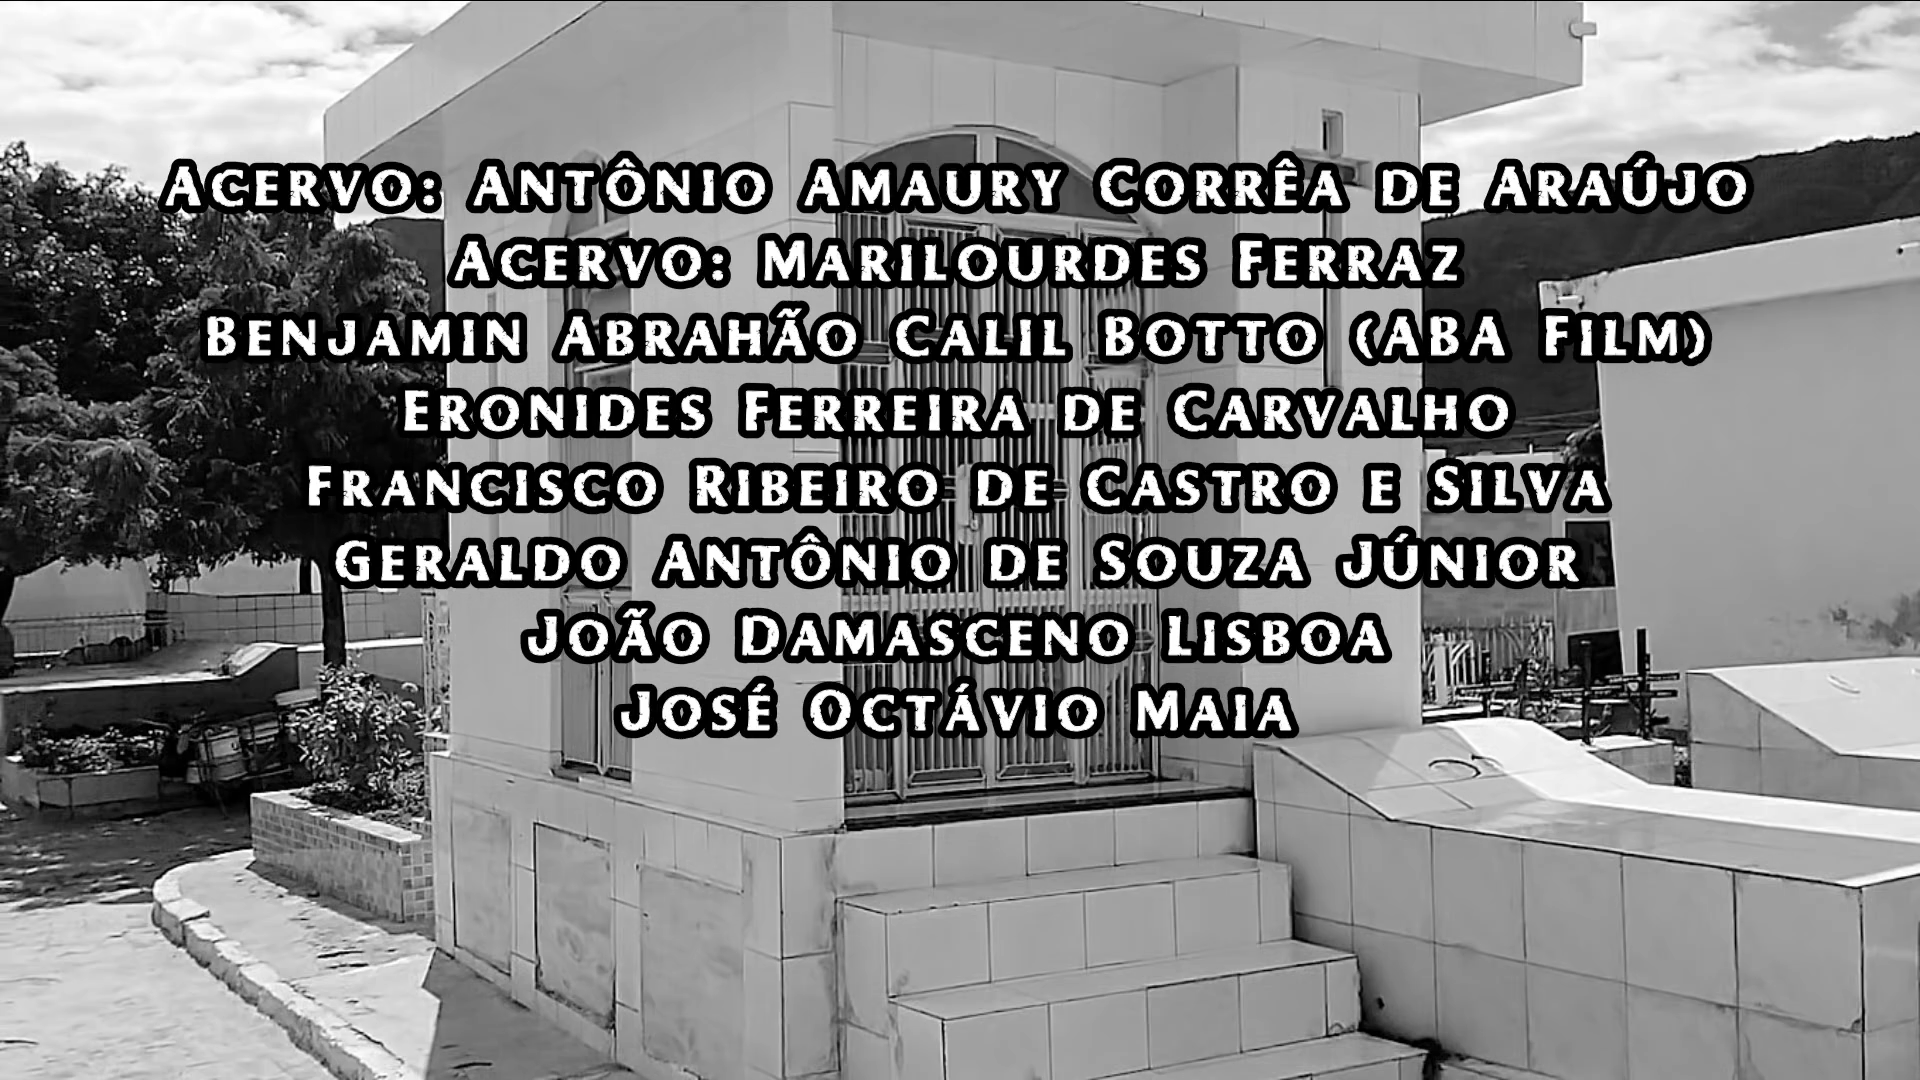 Acervo: Antônio Amaury Corrêa de Araújo
Acervo: Marilourdes Ferraz
Benjamin Abrahão Calil Botto (ABA Film)
Eronides Ferreira de Carvalho
Francisco Ribeiro de Castro e Silva
Geraldo Antônio de Souza Júnior
João Damasceno Lisboa
José Octávio Maia